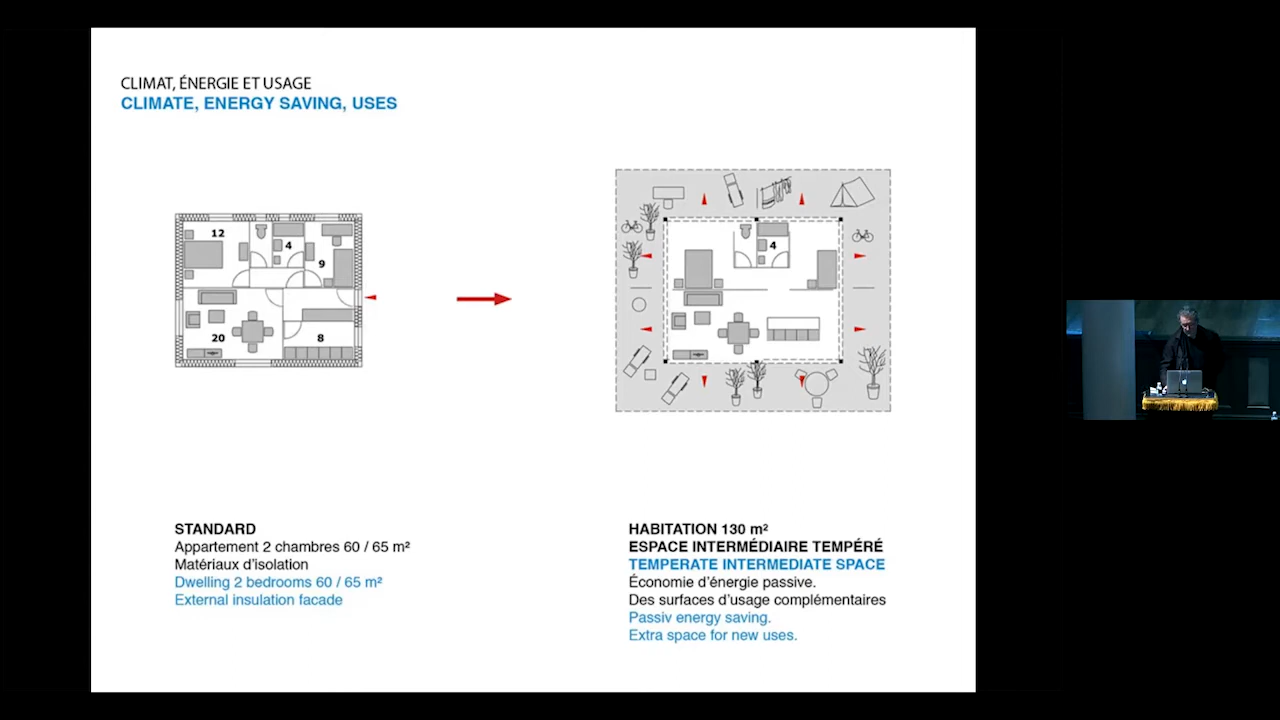 CLIMAT, ÉNERGIE ET USAGE
CLIMATE, ENERGY SAVING, USES
12
4
9
20
8
4
STANDARD
Appartement 2 chambres 60 / 65 m²
Matériaux d'isolation
Dwelling 2 bedrooms 60 / 65 m²
External insulation facade
HABITATION 130 m²
ESPACE INTERMÉDIAIRE TEMPÉRÉ
TEMPERATE INTERMEDIATE SPACE
Économie d'énergie passive.
Des surfaces d'usage complémentaires
Passiv energy saving.
Extra space for new uses.